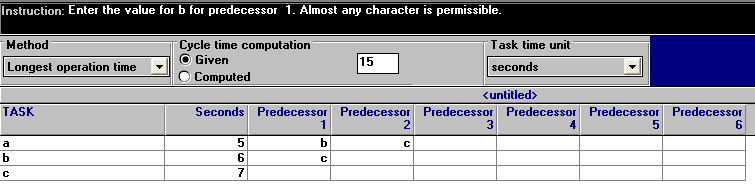 Instruction: Enter the value for b for predecessor 1. Almost any character is permissible.
Method Cycle time computation Task time unit
Longest operation time Given 15 seconds
Computed
<untitled>
TASK Seconds Predecessor 1 Predecessor 2 Predecessor 3 Predecessor 4 Predecessor 5 Predecessor 6
a 5 b c
b 6 c
c 7